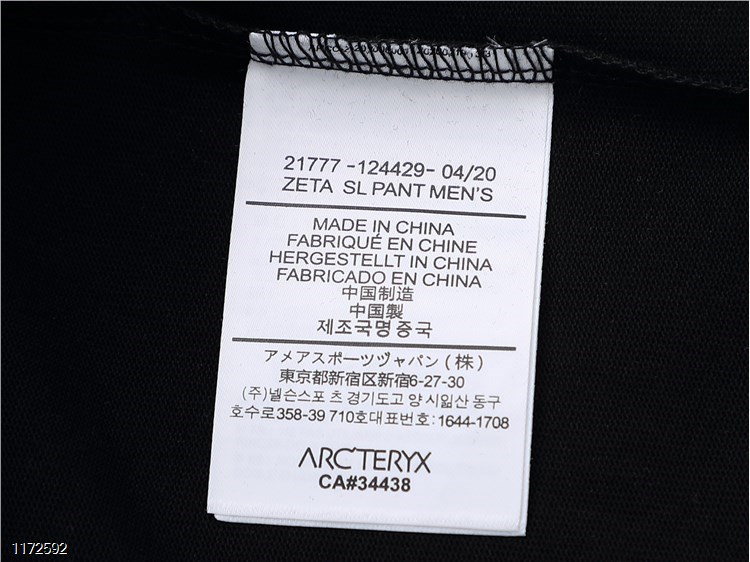 21777 -124429- 04/20
ZETA SL PANT MEN'S
MADE IN CHINA
FABRIQUÉ EN CHINE
HERGESTELLT IN CHINA
FABRICADO EN CHINA
中国制造
中国製
제조국명중국
アメアスポーツヅャパン(株)
東京都新宿区新宿6-27-30
(주)넬슨스포 츠 경기도고 양 시일산 동구
호수로358-39 710호대표번호: 1644-1708
ARC'TERYX
CA#34438
1172592